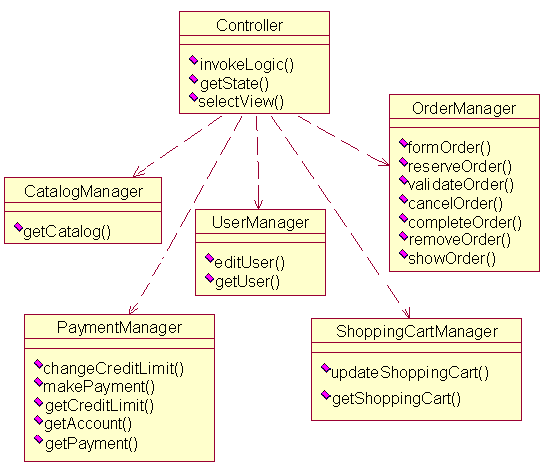 Controller
invokeLogic()
getState()
selectView()
OrderManager
formOrder()
reserveOrder()
validateOrder()
cancelOrder()
completeOrder()
removeOrder()
showOrder()
CatalogManager
getCatalog()
UserManager
editUser()
getUser()
PaymentManager
changeCreditLimit()
makePayment()
getCreditLimit()
getAccount()
getPayment()
ShoppingCartManager
updateShoppingCart()
getShoppingCart()